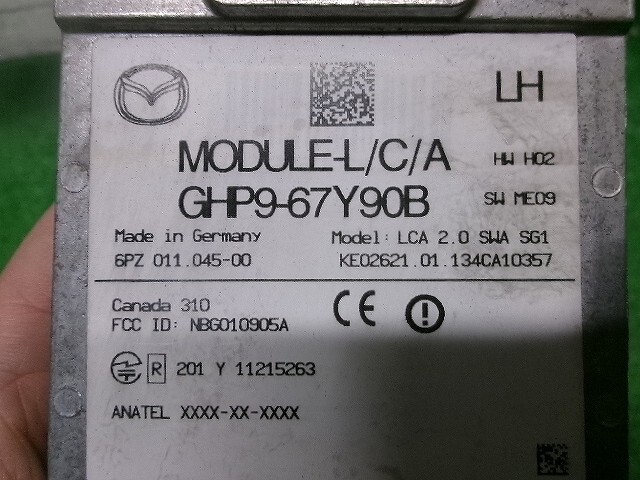 LH
MODULE-L/C/A HW H02
GHP9-67Y90B SW ME09
Made in Germany Model: LCA 2.0 SWA SG1
6PZ 011.045-00 KE02621.01.134CA10357
Canada 310
FCC ID: NBG010905A
CE
R 201 Y 11215263
ANATEL XXXX-XX-XXXX